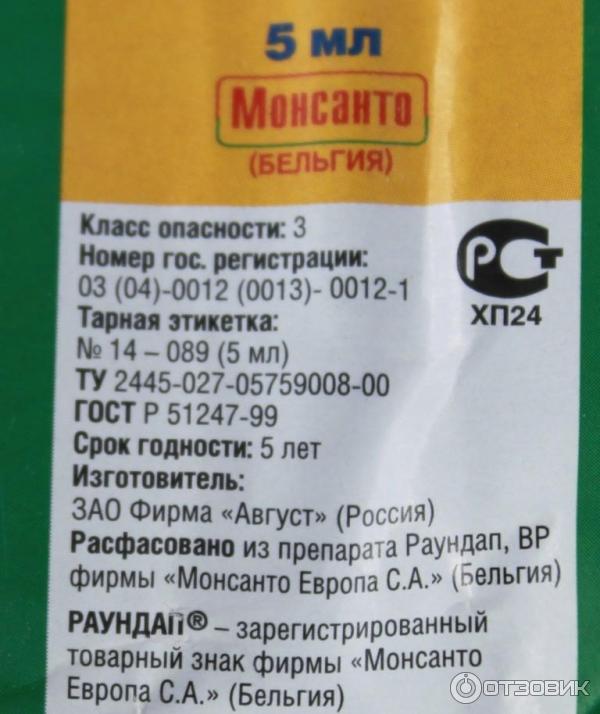 5 мл
Монсанто
(БЕЛЬГИЯ)
Класс опасности: 3
Номер гос. регистрации:
03 (04)-0012 (0013)- 0012-1
Тарная этикетка:
№ 14 – 089 (5 мл)
ТУ 2445-027-05759008-00
ГОСТ Р 51247-99
Срок годности: 5 лет
Изготовитель:
ЗАО Фирма «Август» (Россия)
Расфасовано из препарата Раундап, ВР
фирмы «Монсанто Европа С.А.» (Бельгия)
РАУНДАП® – зарегистрированный
товарный знак фирмы «Монсанто
Европа С.А.» (Бельгия)
РСТ
ХП24
ОТЗОВИК